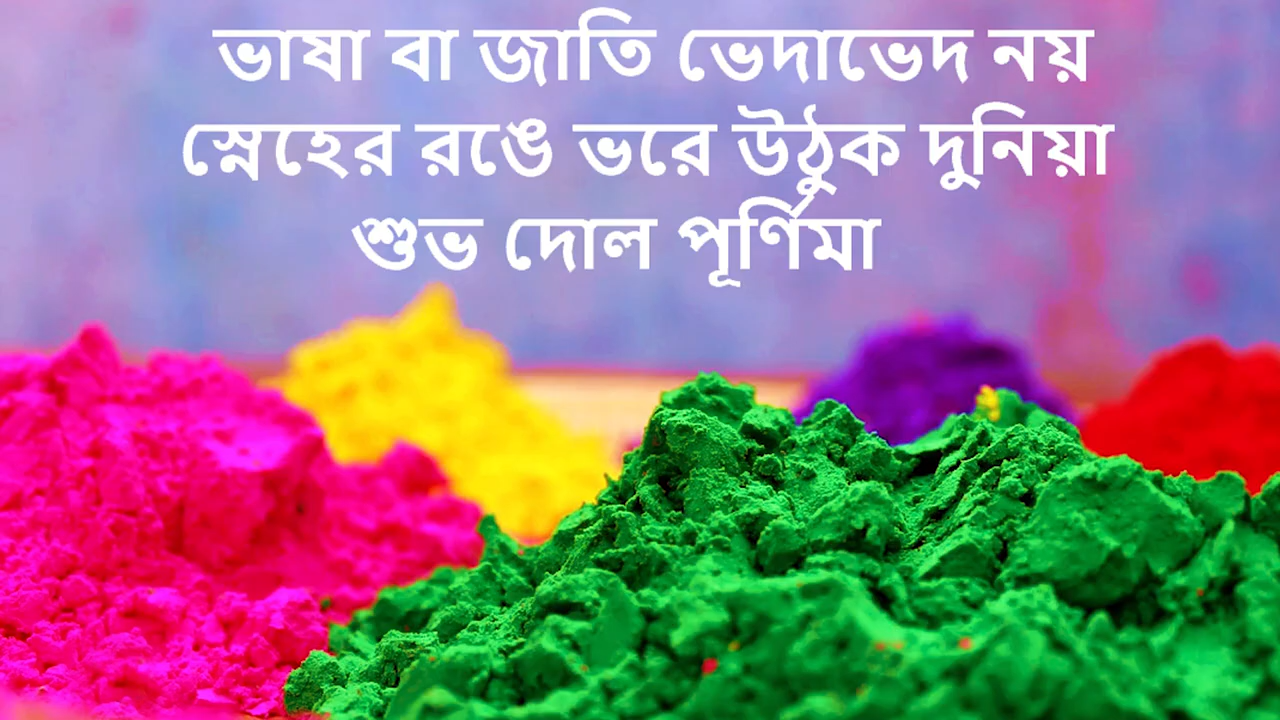 ভাষা বা জাতি ভেদাভেদ নয়
স্নেহের রঙে ভরে উঠুক দুনিয়া
শুভ দোল পূর্ণিমা